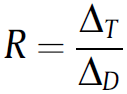 R = Δ_T / Δ_D